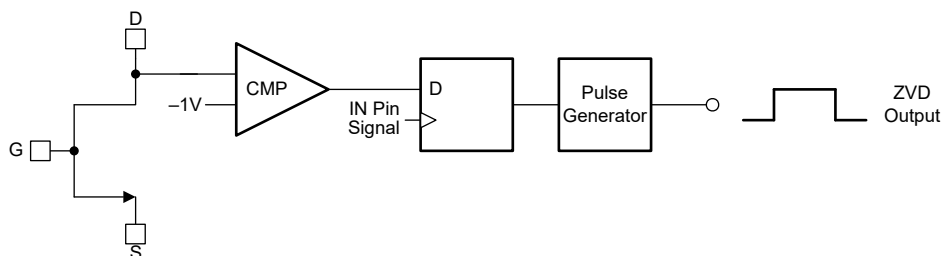 D
CMP
–1V
D
IN Pin
Signal
Pulse
Generator
ZVD
Output
G
S